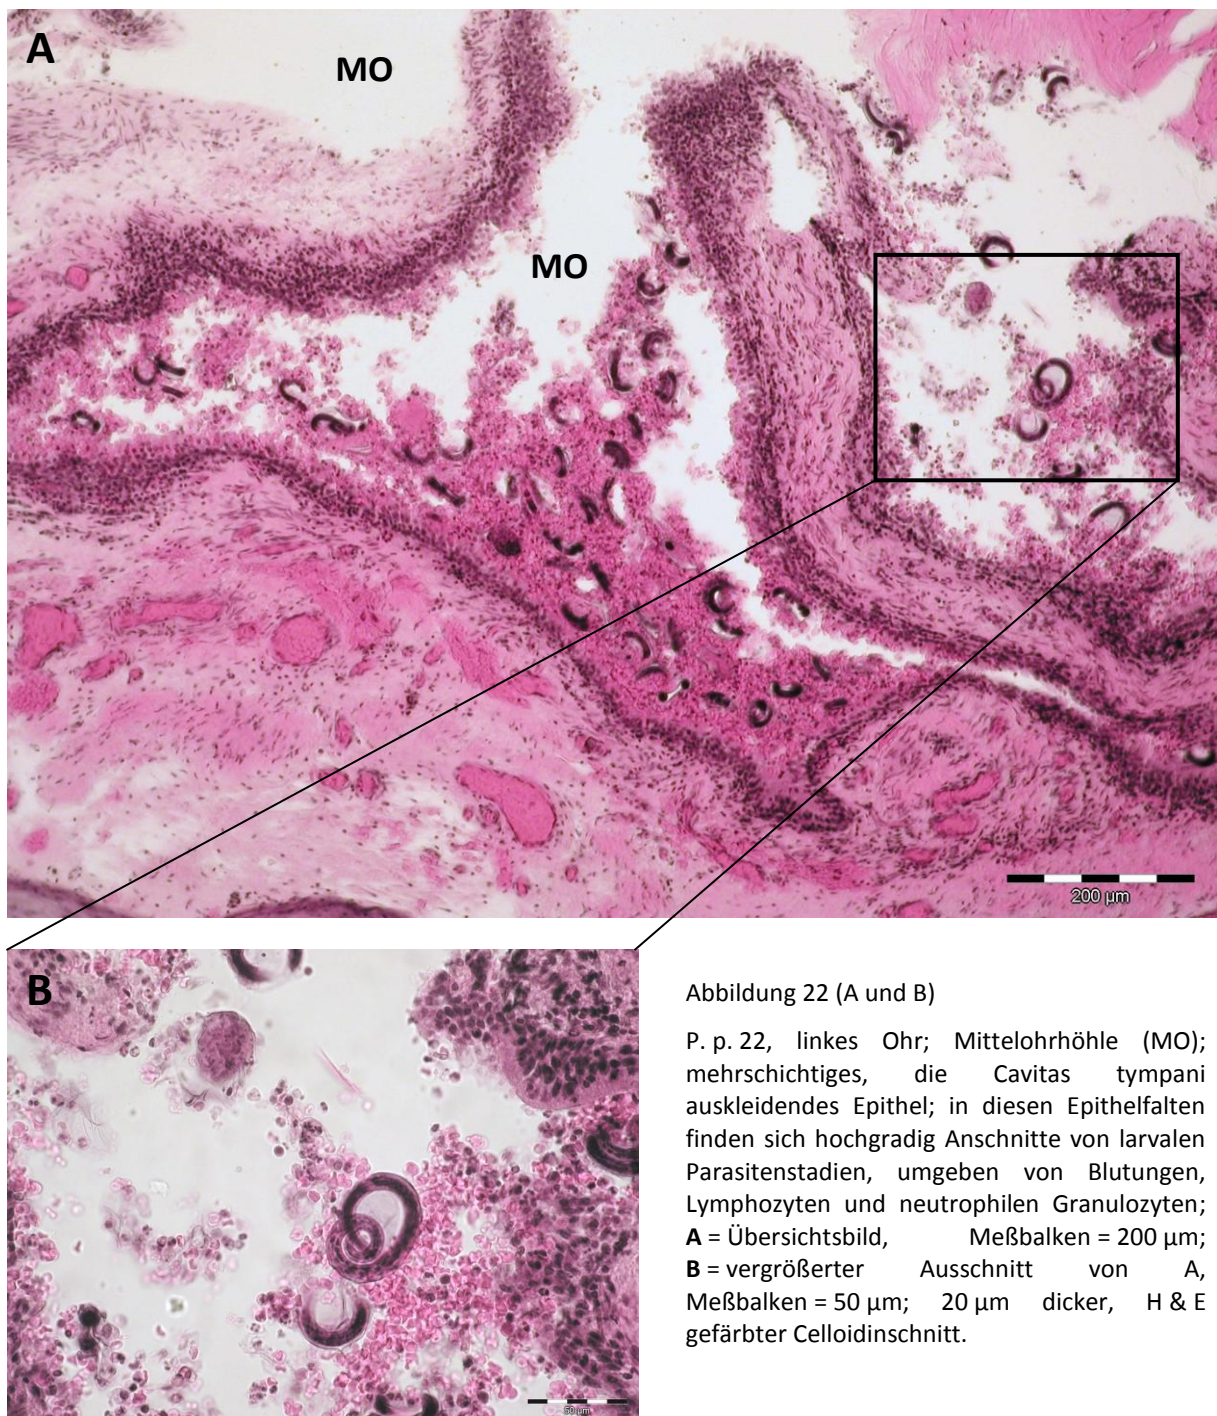 A
MO
MO
200 µm
B
50 µm
Abbildung 22 (A und B)
P. p. 22, linkes Ohr; Mittelohrhöhle (MO);
mehrschichtiges, die Cavitas tympani
auskleidendes Epithel; in diesen Epithelfalten
finden sich hochgradig Anschnitte von larvalen
Parasitenstadien, umgeben von Blutungen,
Lymphozyten und neutrophilen Granulozyten;
A = Übersichtsbild, Meßbalken = 200 µm;
B = vergrößerter Ausschnitt von A,
Meßbalken = 50 µm; 20 µm dicker, H & E
gefärbter Celloidinschnitt.